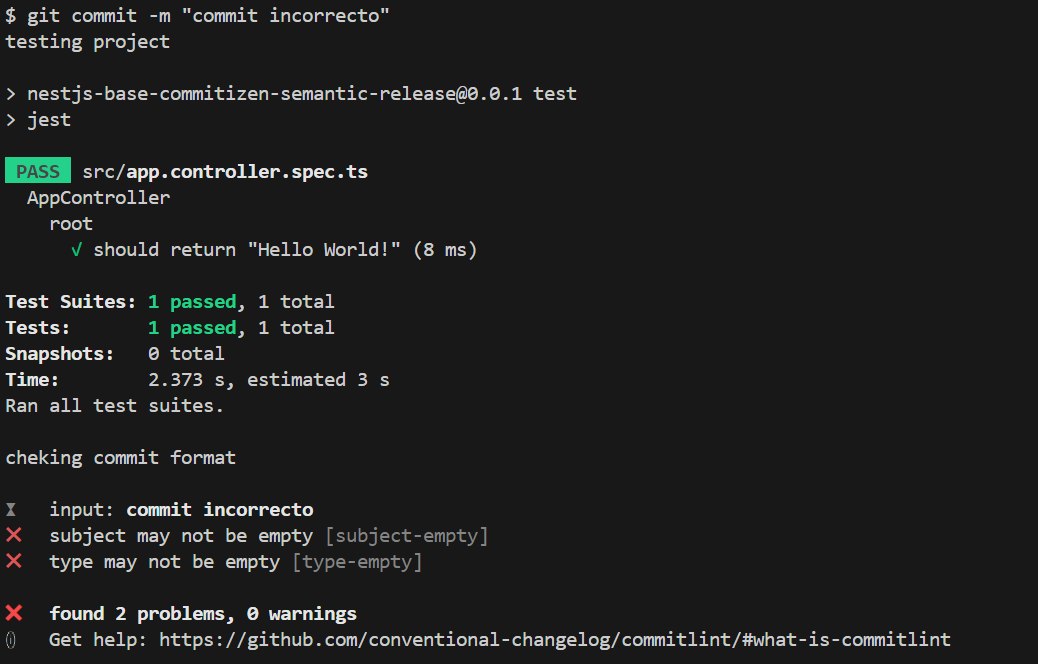 $ git commit -m "commit incorrecto"
testing project
> nestjs-base-commitizen-semantic-release@0.0.1 test
> jest
PASS src/app.controller.spec.ts
AppController
root
√ should return "Hello World!" (8 ms)
Test Suites: 1 passed, 1 total
Tests: 1 passed, 1 total
Snapshots: 0 total
Time: 2.373 s, estimated 3 s
Ran all test suites.
cheking commit format
⧗ input: commit incorrecto
✖ subject may not be empty [subject-empty]
✖ type may not be empty [type-empty]
✖ found 2 problems, 0 warnings
ⓘ Get help: https://github.com/conventional-changelog/commitlint/#what-is-commitlint